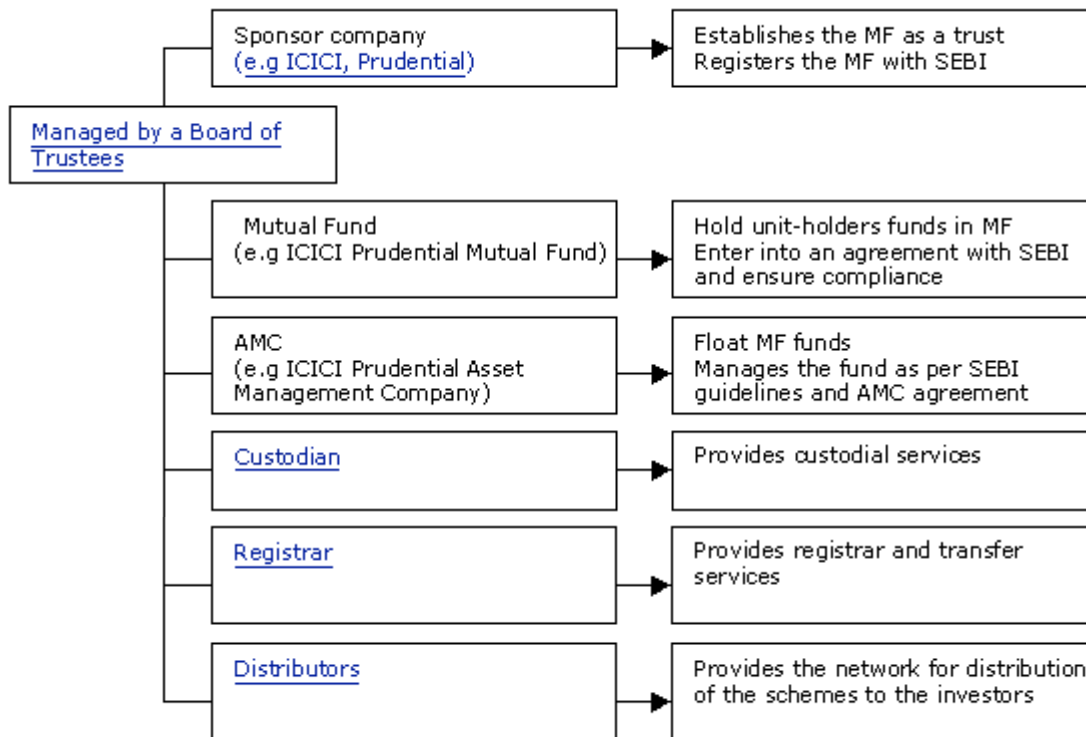 Sponsor company
(e.g ICICI, Prudential)
Establishes the MF as a trust
Registers the MF with SEBI
Managed by a Board of
Trustees
Mutual Fund
(e.g ICICI Prudential Mutual Fund)
Hold unit-holders funds in MF
Enter into an agreement with SEBI
and ensure compliance
AMC
(e.g ICICI Prudential Asset
Management Company)
Float MF funds
Manages the fund as per SEBI
guidelines and AMC agreement
Custodian
Provides custodial services
Registrar
Provides registrar and transfer
services
Distributors
Provides the network for distribution
of the schemes to the investors